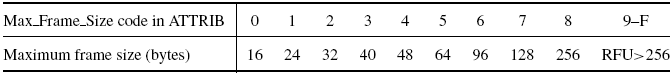 Max_Frame_Size code in ATTRIB 0 1 2 3 4 5 6 7 8 9–F
Maximum frame size (bytes) 16 24 32 40 48 64 96 128 256 RFU>256